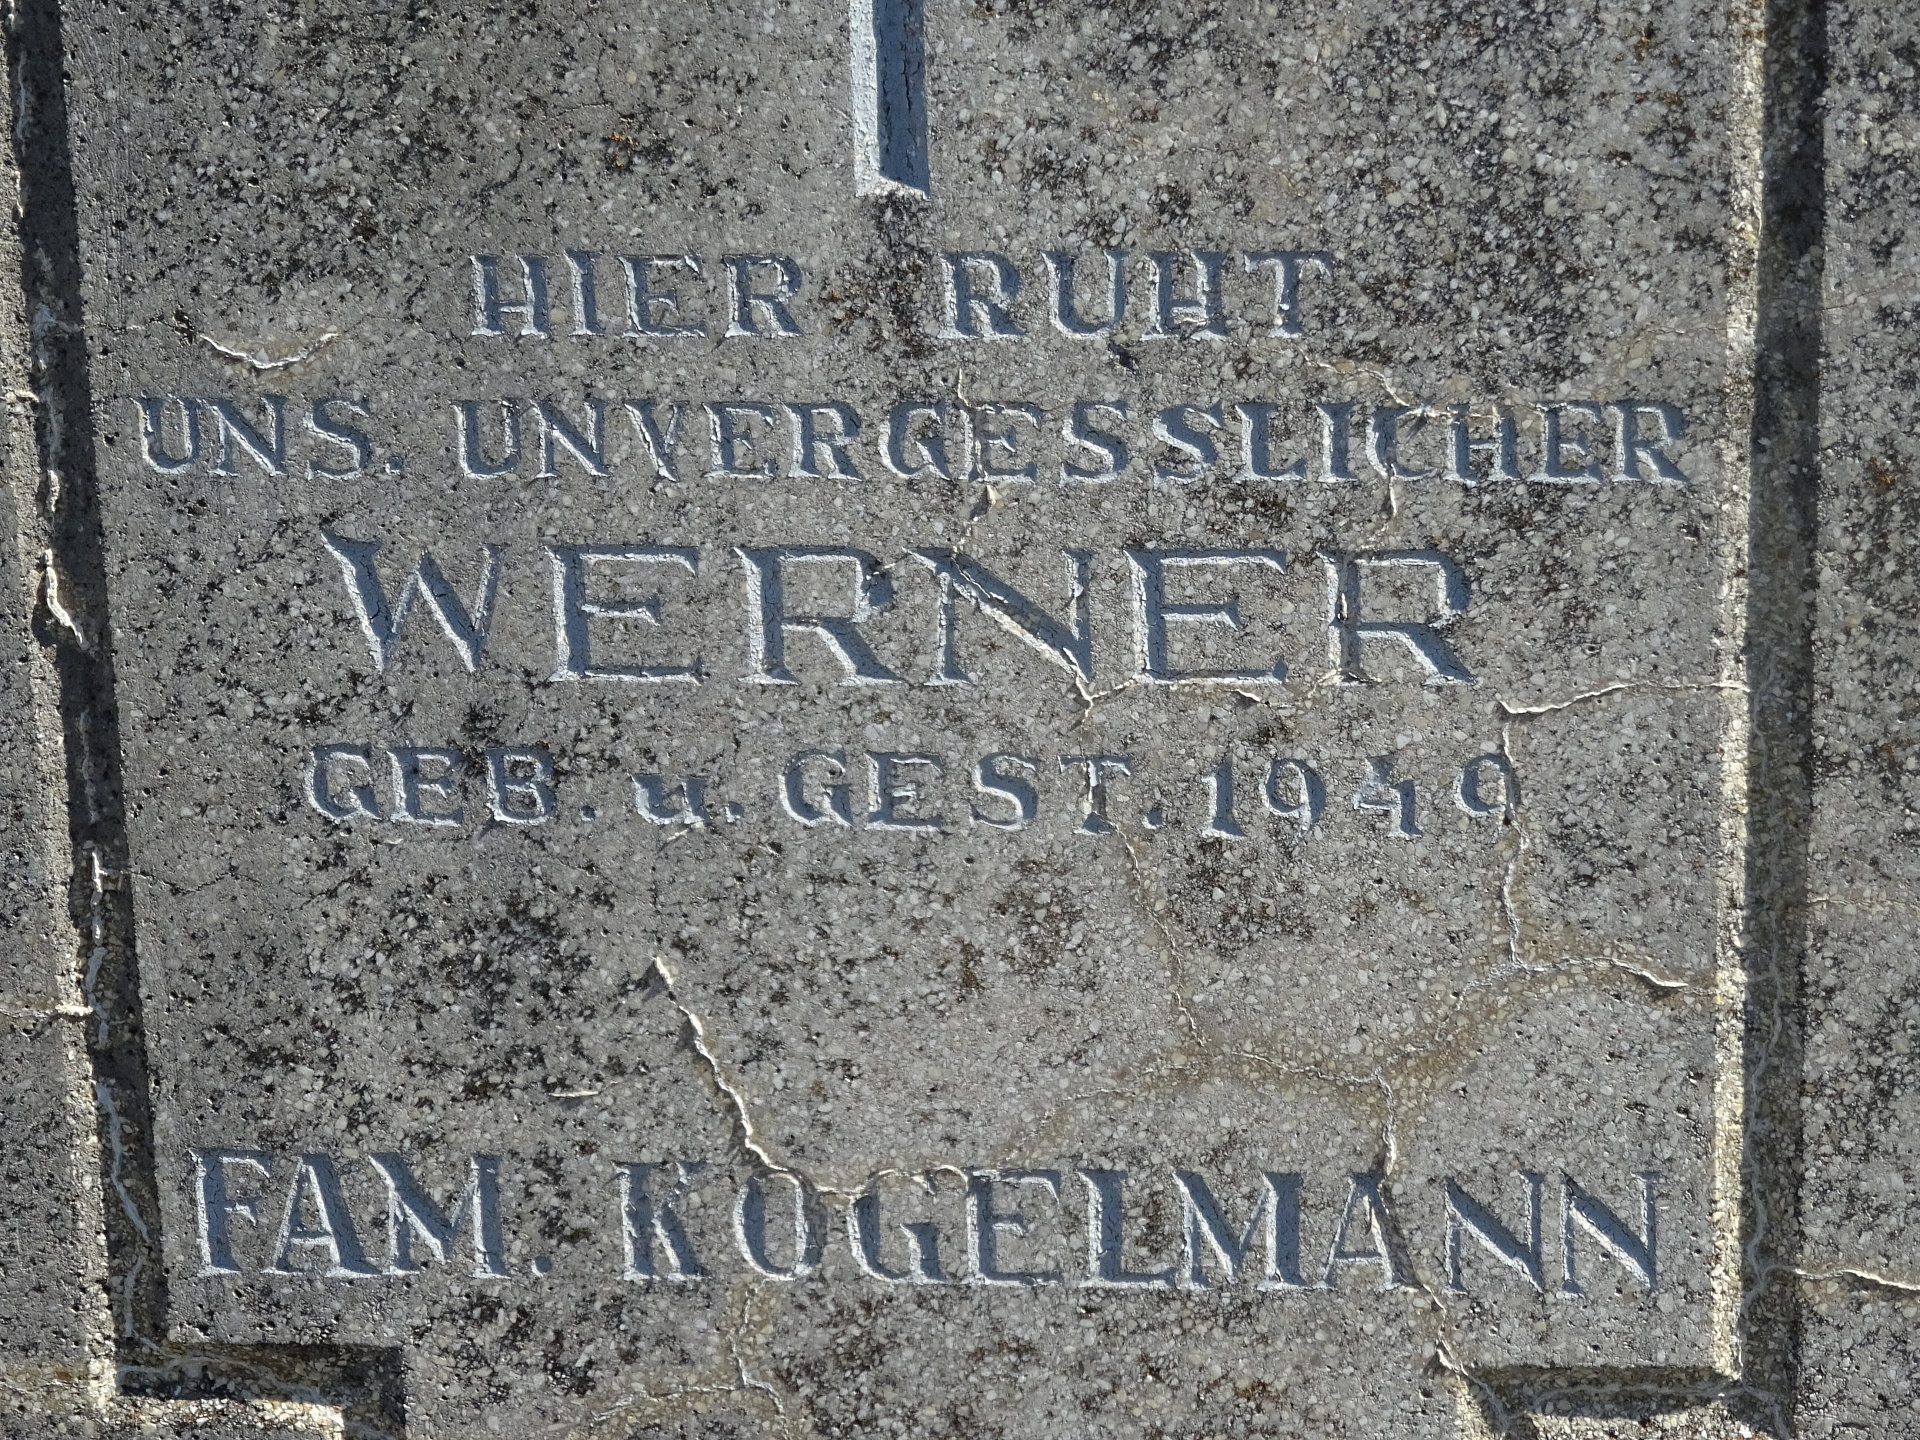 HIER RUHT
UNS. UNVERGESSLICHER
WERNER
GEB. u. GEST. 1949
FAM. KOGELMANN